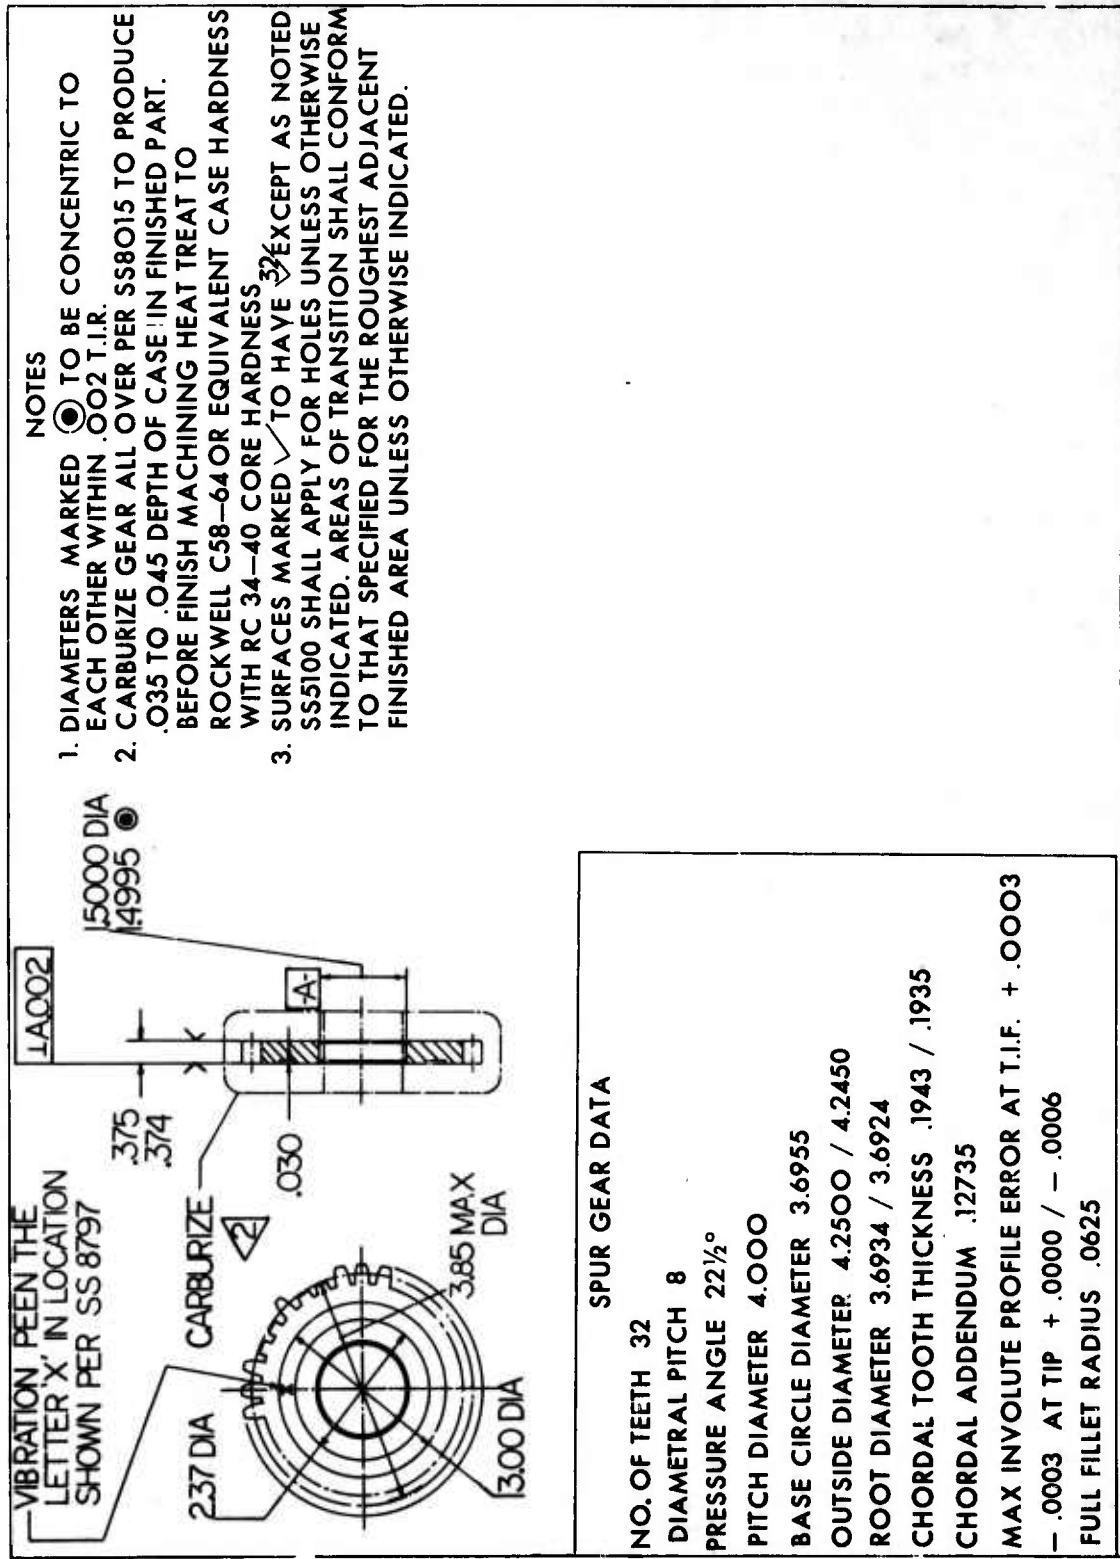 VIBRATION PEEN THE
LETTER 'X' IN LOCATION
SHOWN PER SS 8797
⊥A.002
.375
.374
1.5000 DIA
1.4995
CARBURIZE
2
-A-
.030
2.37 DIA
3.85 MAX
DIA
3.00 DIA
NOTES
1. DIAMETERS MARKED ◉ TO BE CONCENTRIC TO
EACH OTHER WITHIN .002 T.I.R.
2. CARBURIZE GEAR ALL OVER PER SS8015 TO PRODUCE
.035 TO .045 DEPTH OF CASE IN FINISHED PART.
BEFORE FINISH MACHINING HEAT TREAT TO
ROCKWELL C58–64 OR EQUIVALENT CASE HARDNESS
WITH RC 34–40 CORE HARDNESS
3. SURFACES MARKED √ TO HAVE 32√ EXCEPT AS NOTED
SS5100 SHALL APPLY FOR HOLES UNLESS OTHERWISE
INDICATED. AREAS OF TRANSITION SHALL CONFORM
TO THAT SPECIFIED FOR THE ROUGHEST ADJACENT
FINISHED AREA UNLESS OTHERWISE INDICATED.
SPUR GEAR DATA
NO. OF TEETH 32
DIAMETRAL PITCH 8
PRESSURE ANGLE 22½°
PITCH DIAMETER 4.000
BASE CIRCLE DIAMETER 3.6955
OUTSIDE DIAMETER 4.2500 / 4.2450
ROOT DIAMETER 3.6934 / 3.6924
CHORDAL TOOTH THICKNESS .1943 / .1935
CHORDAL ADDENDUM .12735
MAX INVOLUTE PROFILE ERROR AT T.I.F. + .0003
– .0003 AT TIP + .0000 / – .0006
FULL FILLET RADIUS .0625